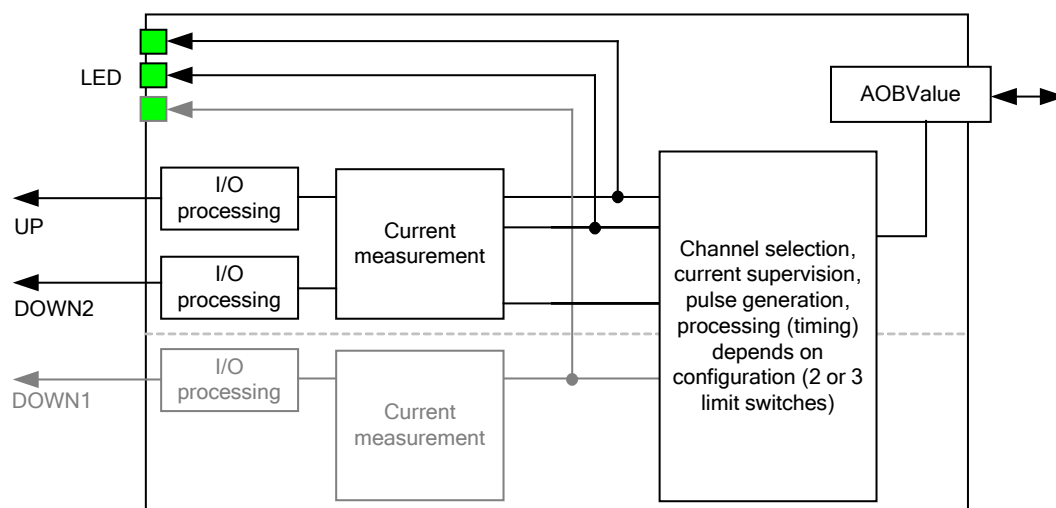 LED
AOBValue
I/O
processing
UP
Current
measurement
I/O
processing
DOWN2
Channel selection,
current supervision,
pulse generation,
processing (timing)
depends on
configuration (2 or 3
limit switches)
I/O
processing
DOWN1
Current
measurement